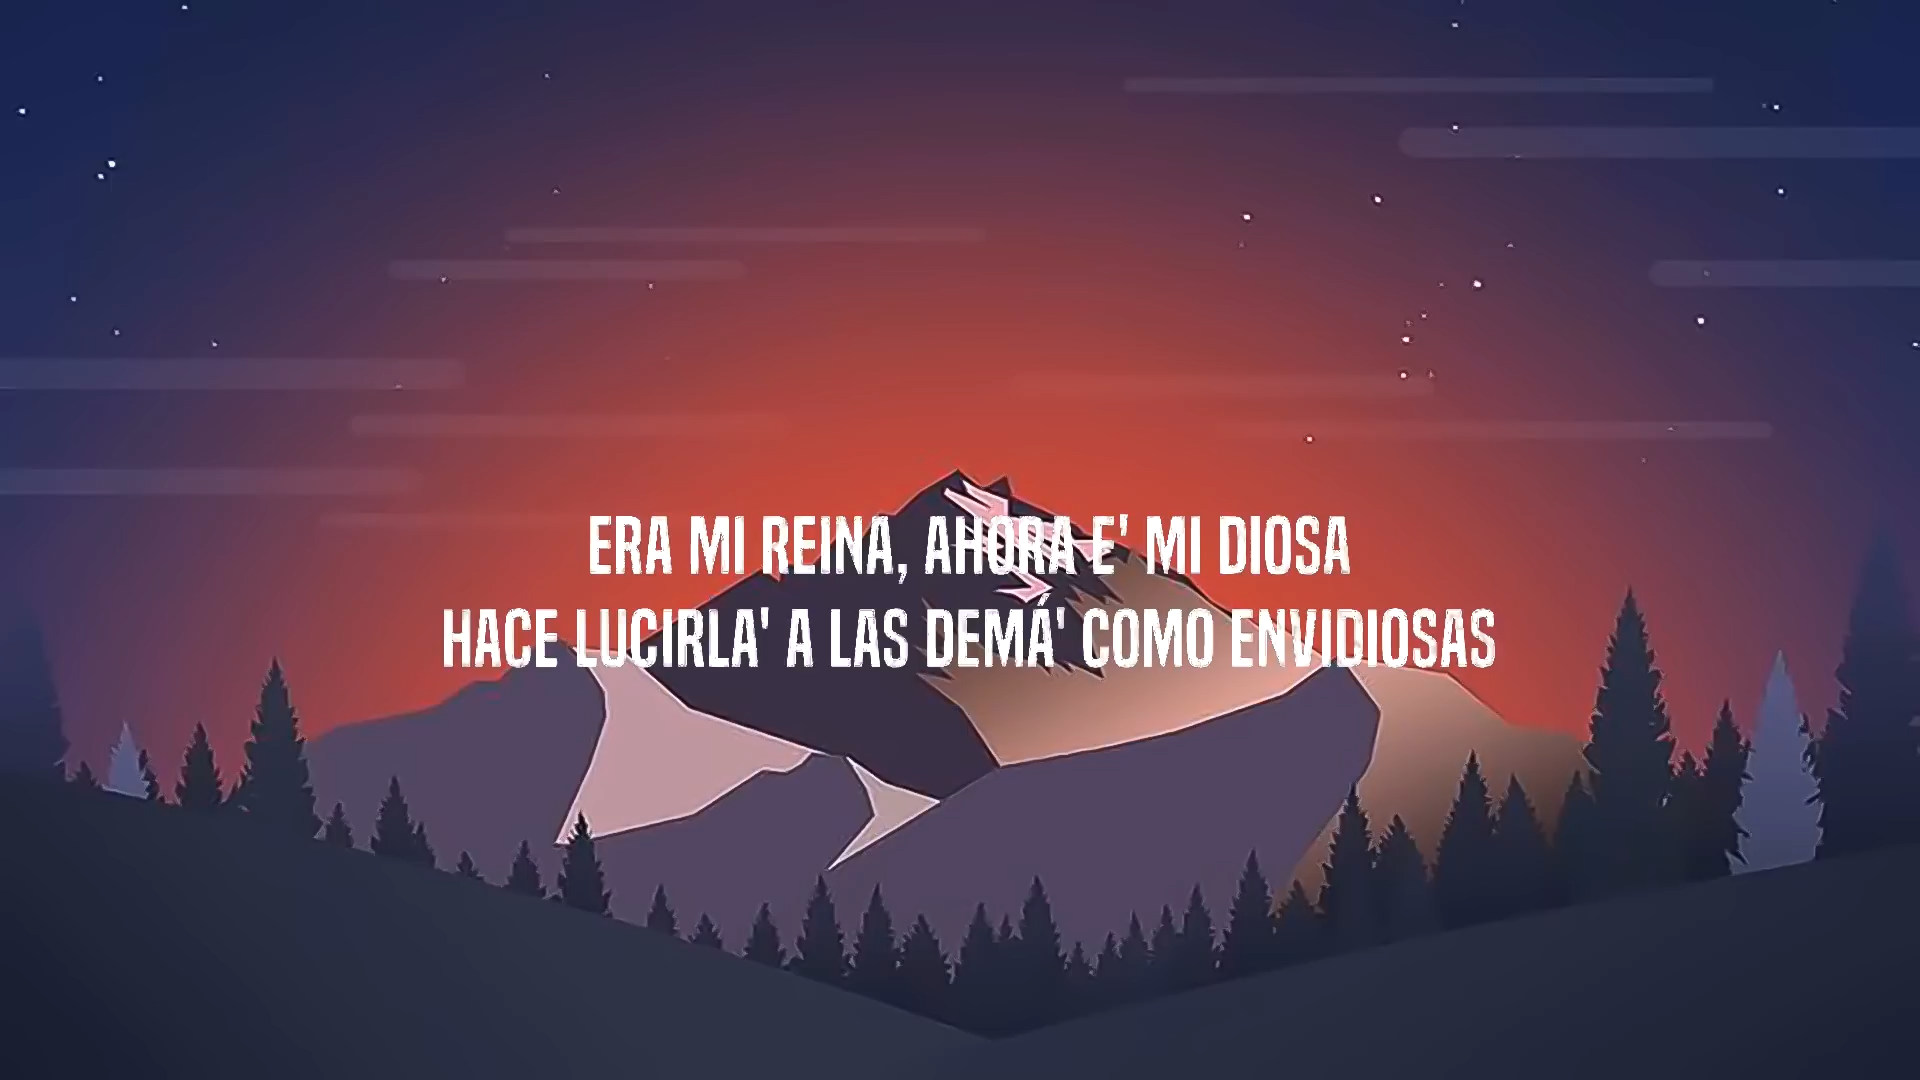 ERA MI REINA, AHORA E' MI DIOSA
HACE LUCIRLA' A LAS DEMÁ' COMO ENVIDIOSAS